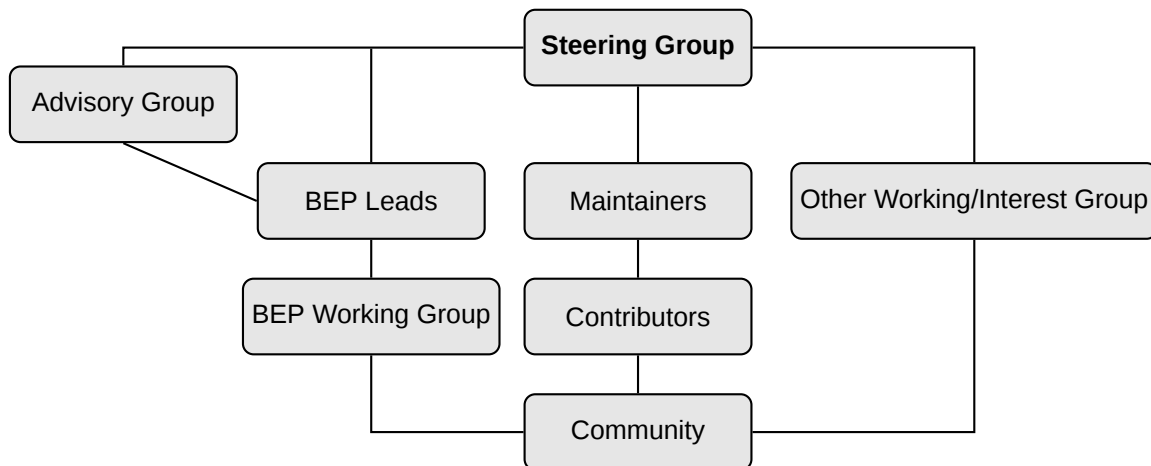 Steering Group
Advisory Group
BEP Leads
Maintainers
Other Working/Interest Group
BEP Working Group
Contributors
Community